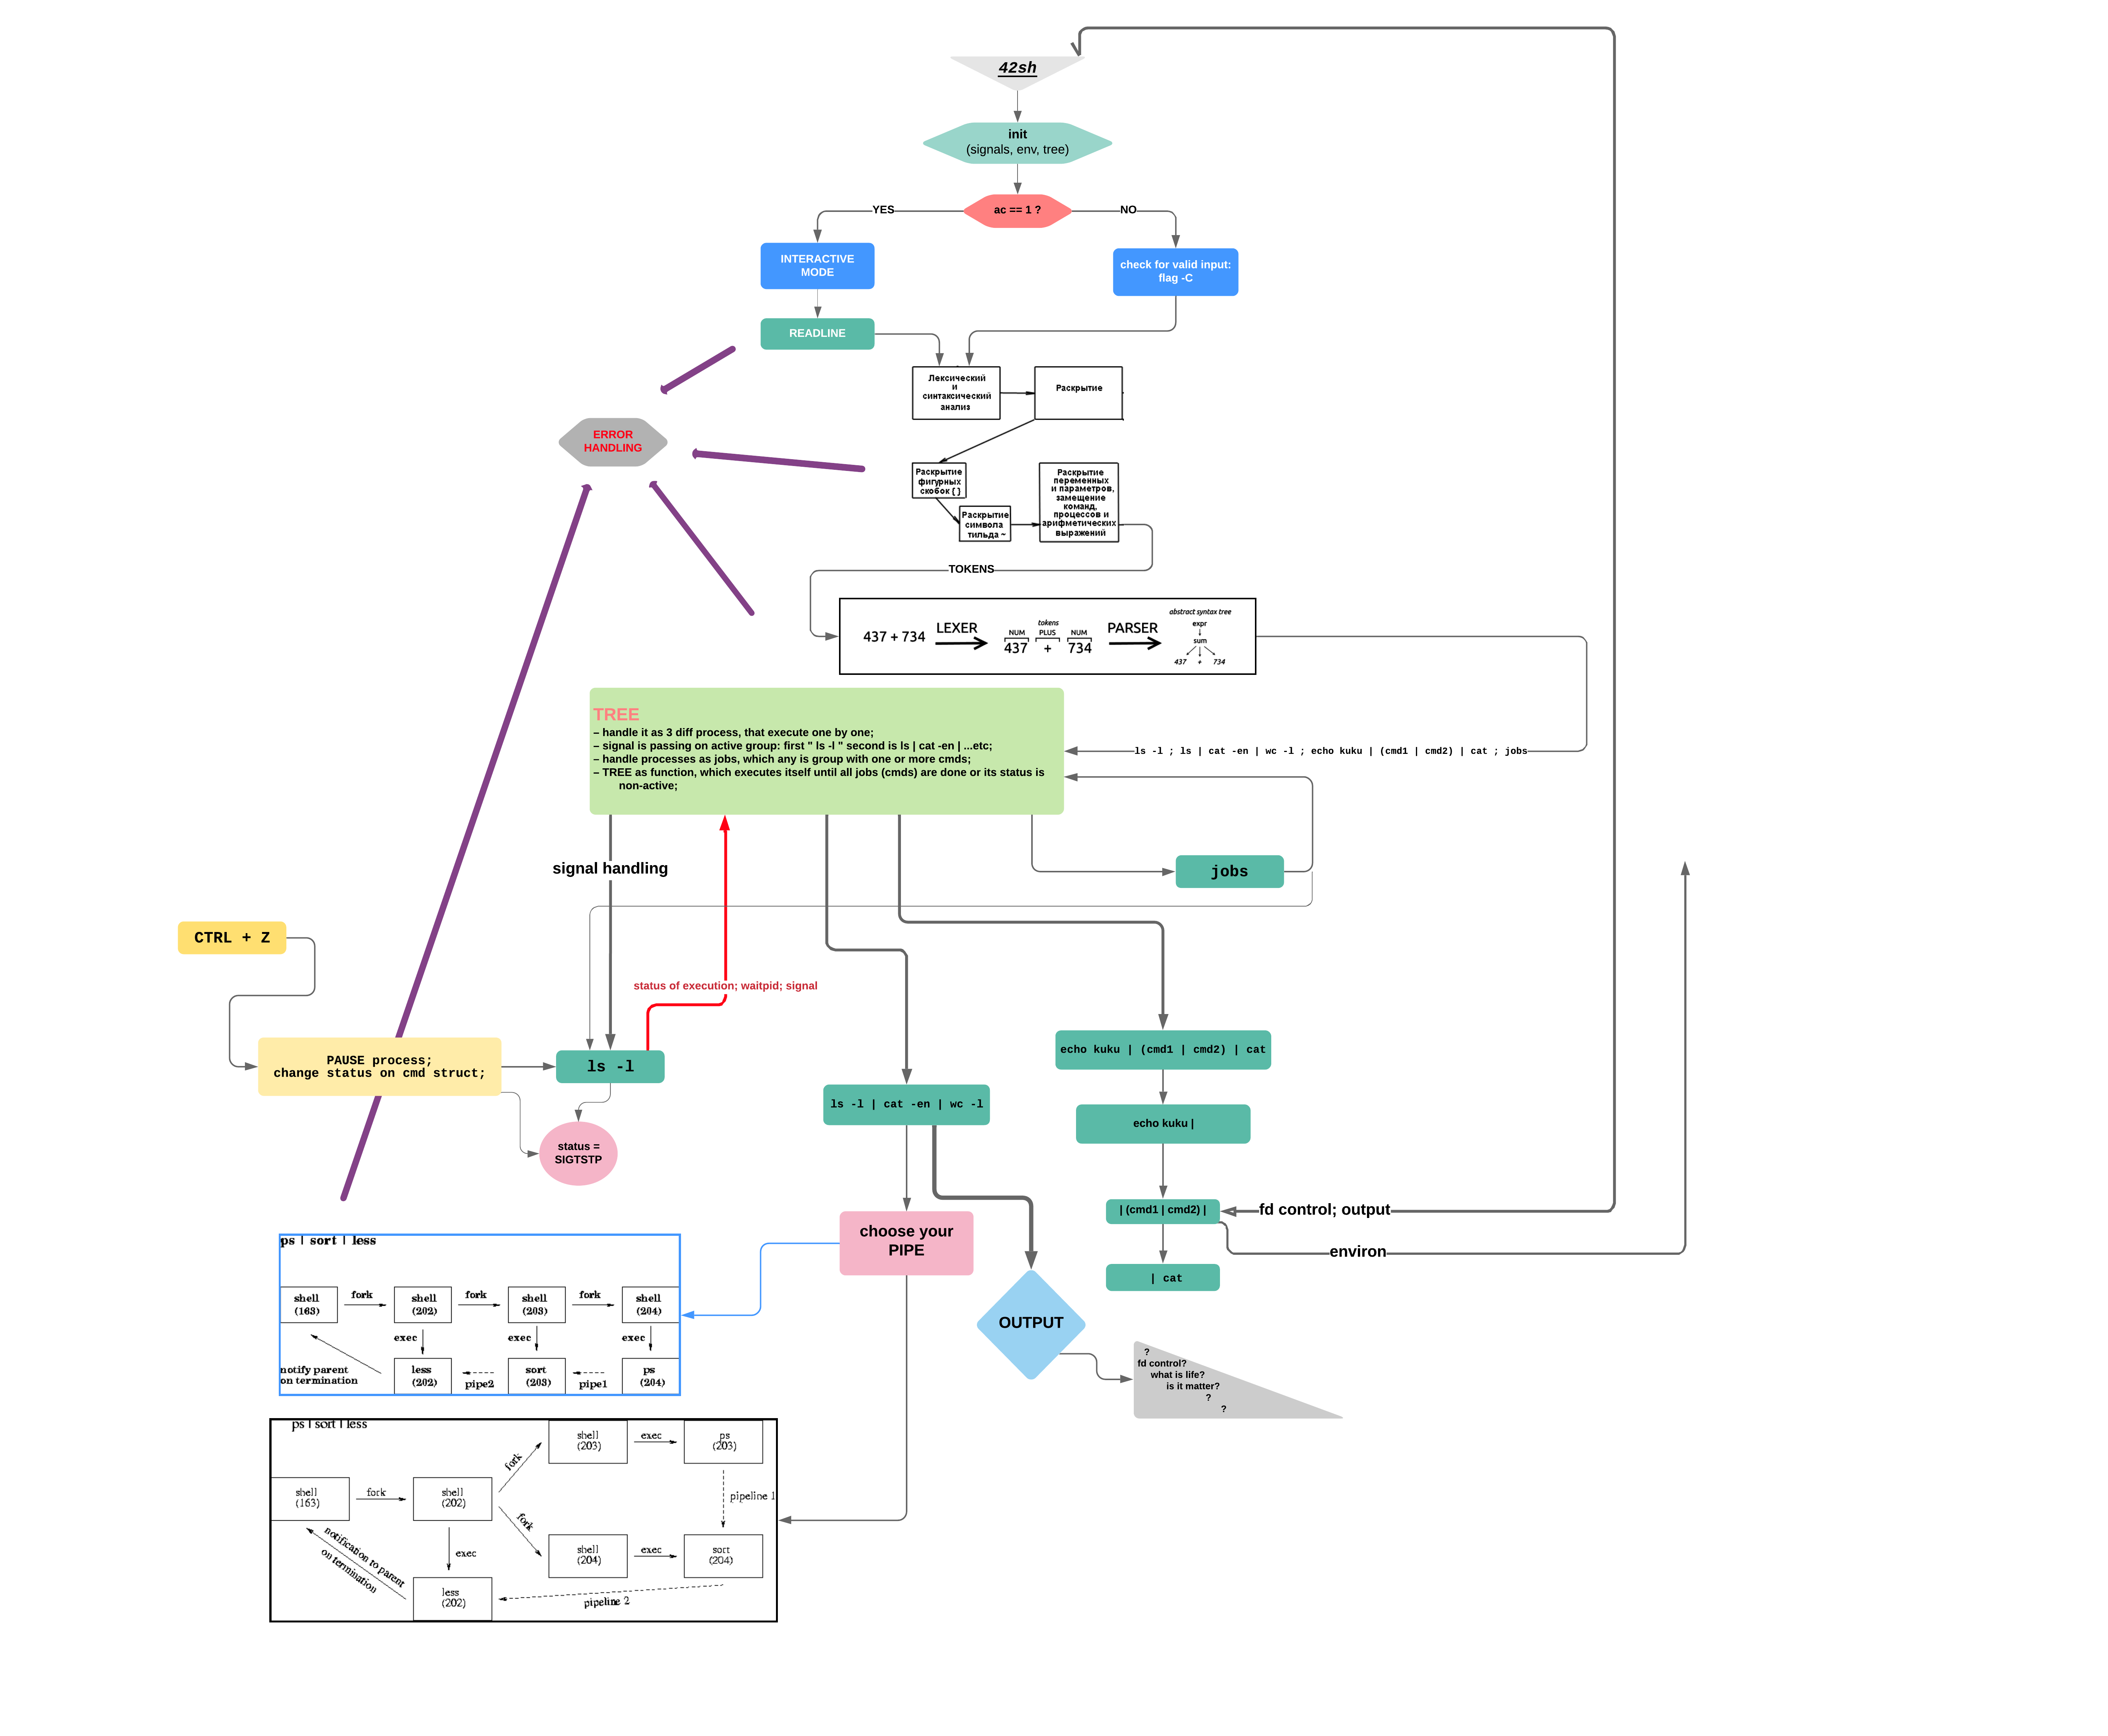 42sh
init
(signals, env, tree)
ac == 1 ?
YES
NO
INTERACTIVE
MODE
check for valid input:
flag -C
READLINE
Лексический
и
синтаксический
анализ
Раскрытие
ERROR
HANDLING
Раскрытие
фигурных
скобок { }
Раскрытие
символа
тильда ~
Раскрытие
переменных
и параметров,
замещение
команд,
процессов и
арифметических
выражений
TOKENS
437 + 734
LEXER
tokens
NUM PLUS NUM
437 + 734
PARSER
abstract syntax tree
expr
sum
437 + 734
TREE
– handle it as 3 diff process, that execute one by one;
– signal is passing on active group: first " ls -l " second is ls | cat -en | ...etc;
– handle processes as jobs, which any is group with one or more cmds;
– TREE as function, which executes itself until all jobs (cmds) are done or its status is
non-active;
ls -l ; ls | cat -en | wc -l ; echo kuku | (cmd1 | cmd2) | cat ; jobs
signal handling
jobs
CTRL + Z
status of execution; waitpid; signal
PAUSE process;
change status on cmd struct;
ls -l
status =
SIGTSTP
ls -l | cat -en | wc -l
echo kuku | (cmd1 | cmd2) | cat
echo kuku |
| (cmd1 | cmd2) |
fd control; output
environ
| cat
choose your
PIPE
OUTPUT
?
fd control?
what is life?
is it matter?
?
?
ps | sort | less
shell
(163)
fork
shell
(202)
fork
shell
(203)
fork
shell
(204)
exec
exec
exec
notify parent
on termination
less
(202)
pipe2
sort
(203)
pipe1
ps
(204)
ps | sort | less
shell
(163)
fork
shell
(202)
fork
shell
(203)
exec
ps
(203)
pipeline 1
fork
shell
(204)
exec
sort
(204)
notification to parent
on termination
exec
less
(202)
pipeline 2